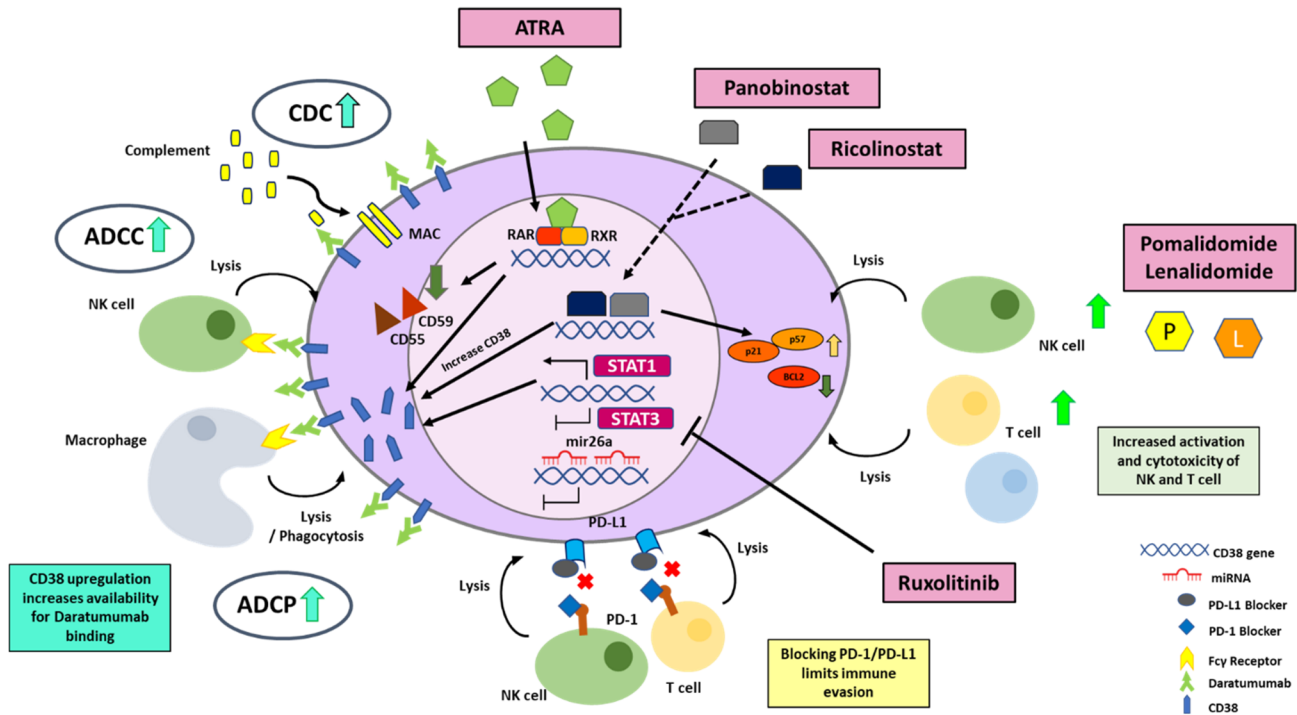 ATRA
Panobinostat
Ricolinostat
CDC
Complement
ADCC
MAC
RAR
RXR
Pomalidomide
Lenalidomide
Lysis
NK cell
CD59
CD55
Increase CD38
STAT1
STAT3
mir26a
p21
p57
BCL2
Lysis
P
L
NK cell
T cell
Lysis
Increased activation
and cytotoxicity of
NK and T cell
Macrophage
Lysis
/ Phagocytosis
PD-L1
Lysis
Lysis
Ruxolitinib
CD38 upregulation
increases availability
for Daratumumab
binding
ADCP
PD-1
NK cell
T cell
Blocking PD-1/PD-L1
limits immune
evasion
CD38 gene
miRNA
PD-L1 Blocker
PD-1 Blocker
Fcy Receptor
Daratumumab
CD38